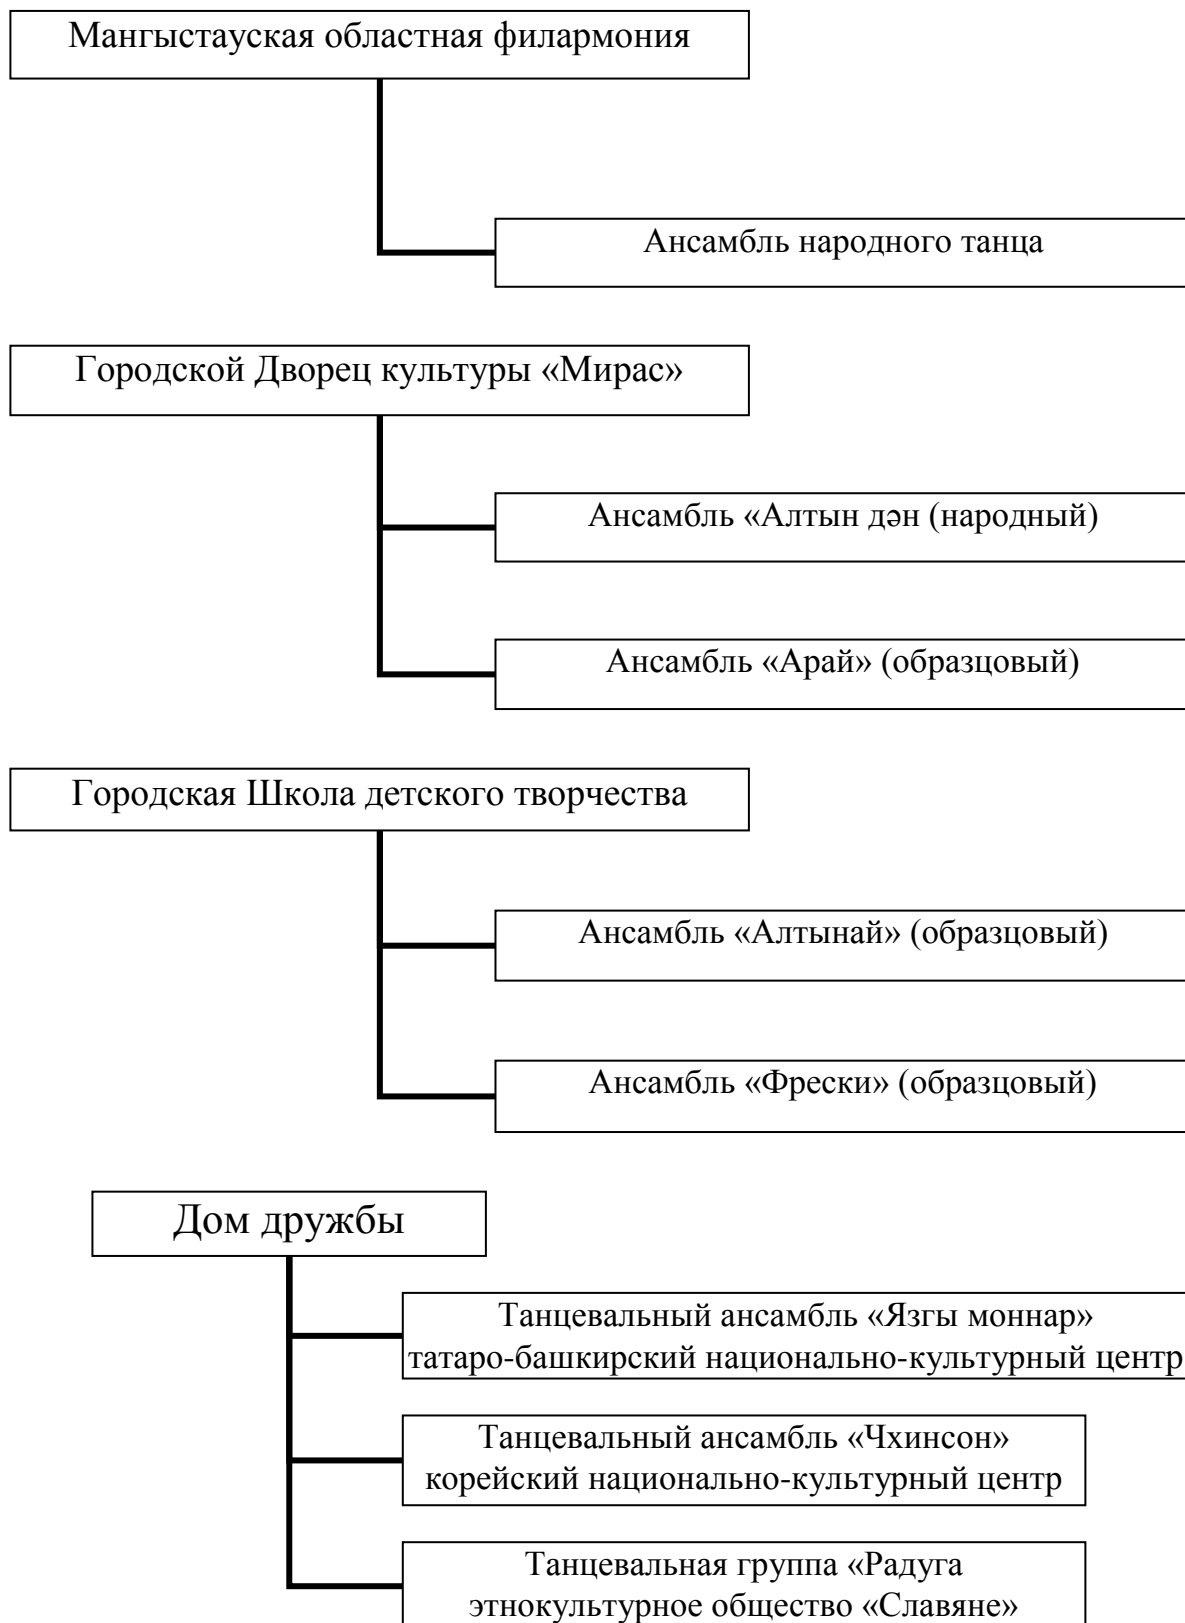 Мангыстауская областная филармония
Ансамбль народного танца
Городской Дворец культуры «Мирас»
Ансамбль «Алтын дән (народный)
Ансамбль «Арай» (образцовый)
Городская Школа детского творчества
Ансамбль «Алтынай» (образцовый)
Ансамбль «Фрески» (образцовый)
Дом дружбы
Танцевальный ансамбль «Язгы моннар»
татаро-башкирский национально-культурный центр
Танцевальный ансамбль «Чхинсон»
корейский национально-культурный центр
Танцевальная группа «Радуга
этнокультурное общество «Славяне»